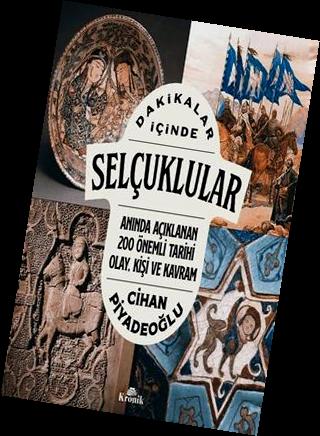 DAKİKALAR
İÇİNDE
SELÇUKLULAR
ANINDA AÇIKLANAN
200 ÖNEMLİ TARİHİ
OLAY, KİŞİ VE KAVRAM
CİHAN
PİYADEOĞLU
Kronik